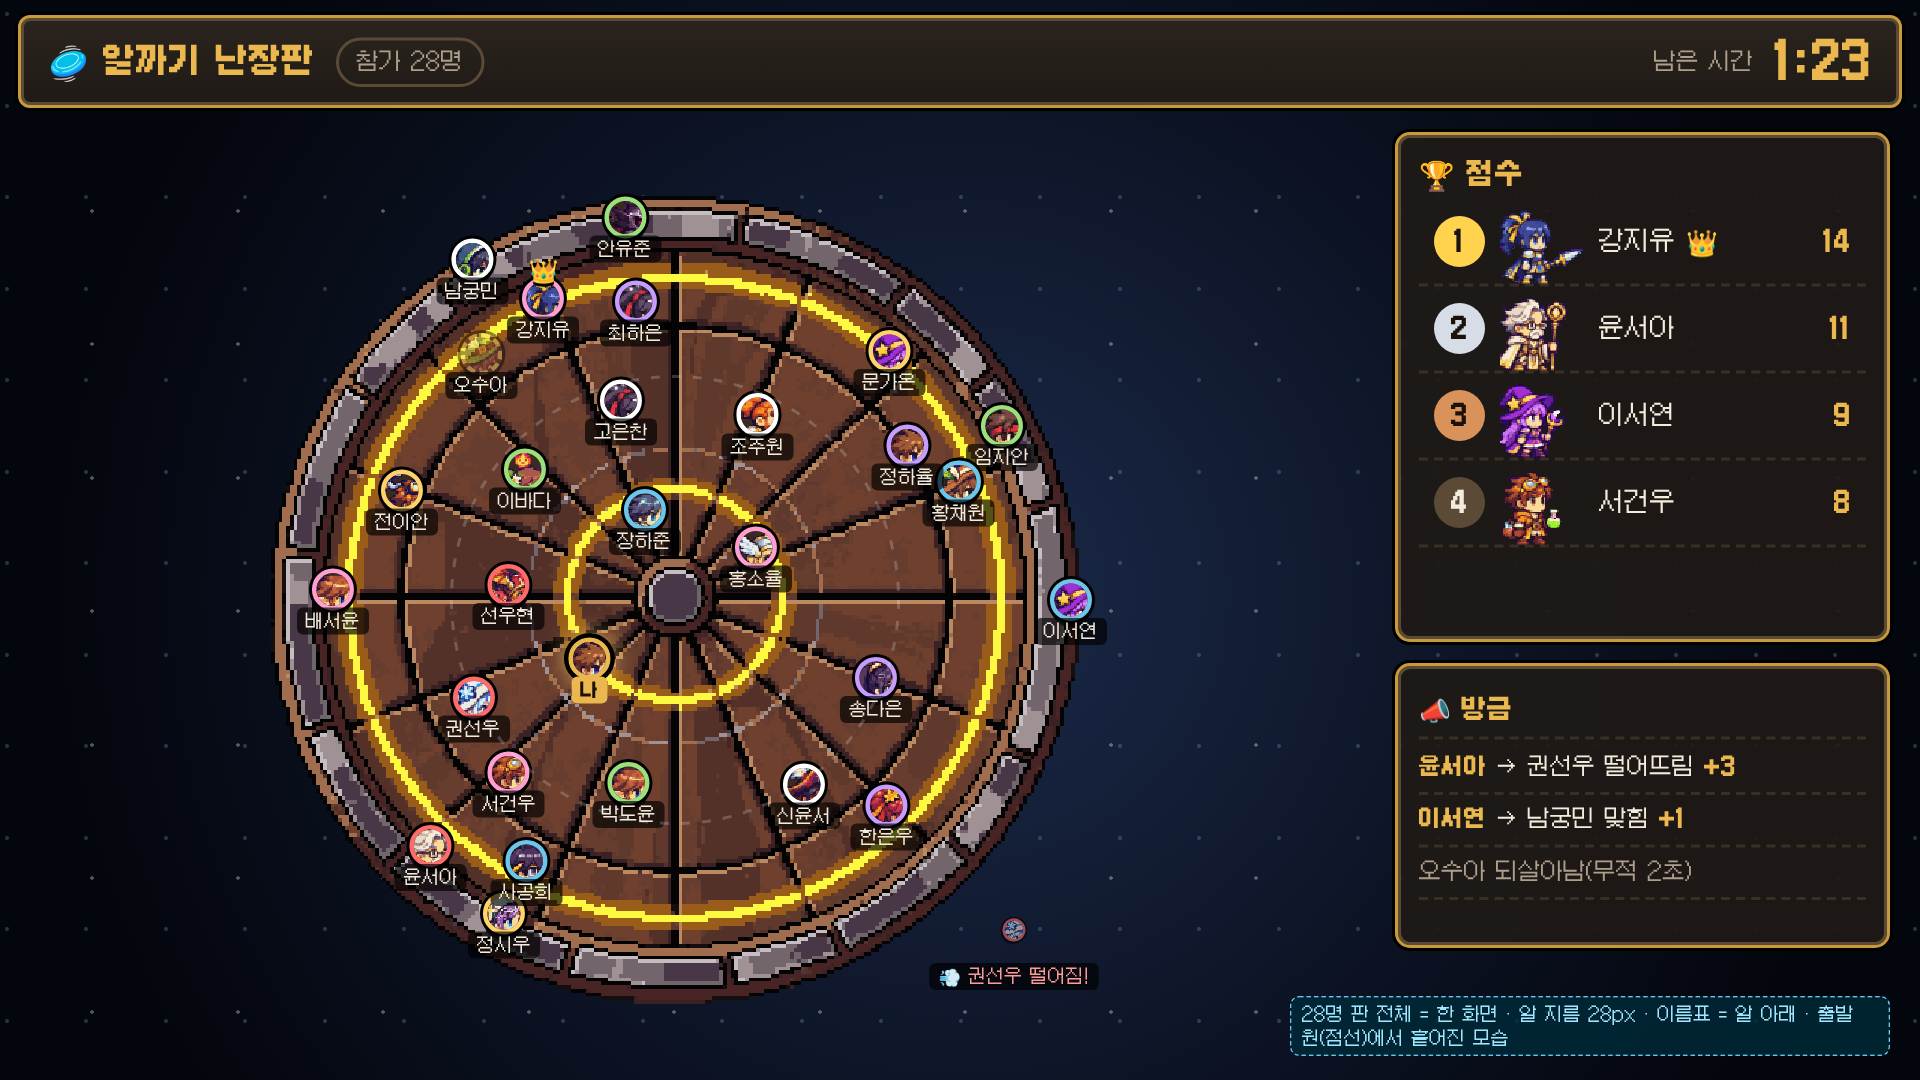 알까기 난장판
참가 28명
남은 시간 1:23
안유준
남궁민
강지유
최하은
오수아
문가온
고은찬
조주원
임지안
정하율
이바다
황채원
전이안
장하준
홍소율
배서윤
선우현
이서연
나
송다은
권선우
서건우
박도윤
신윤서
한은우
윤서아
사공희
정시우
💨 권선우 떨어짐!
🏆 점수
1 강지유 👑 14
2 윤서아 11
3 이서연 9
4 서건우 8
📣 방금
윤서아 → 권선우 떨어뜨림 +3
이서연 → 남궁민 맞힘 +1
오수아 되살아남(무적 2초)
28명 판 전체 = 한 화면 · 알 지름 28px · 이름표 = 알 아래 · 출발
원(점선)에서 흩어진 모습